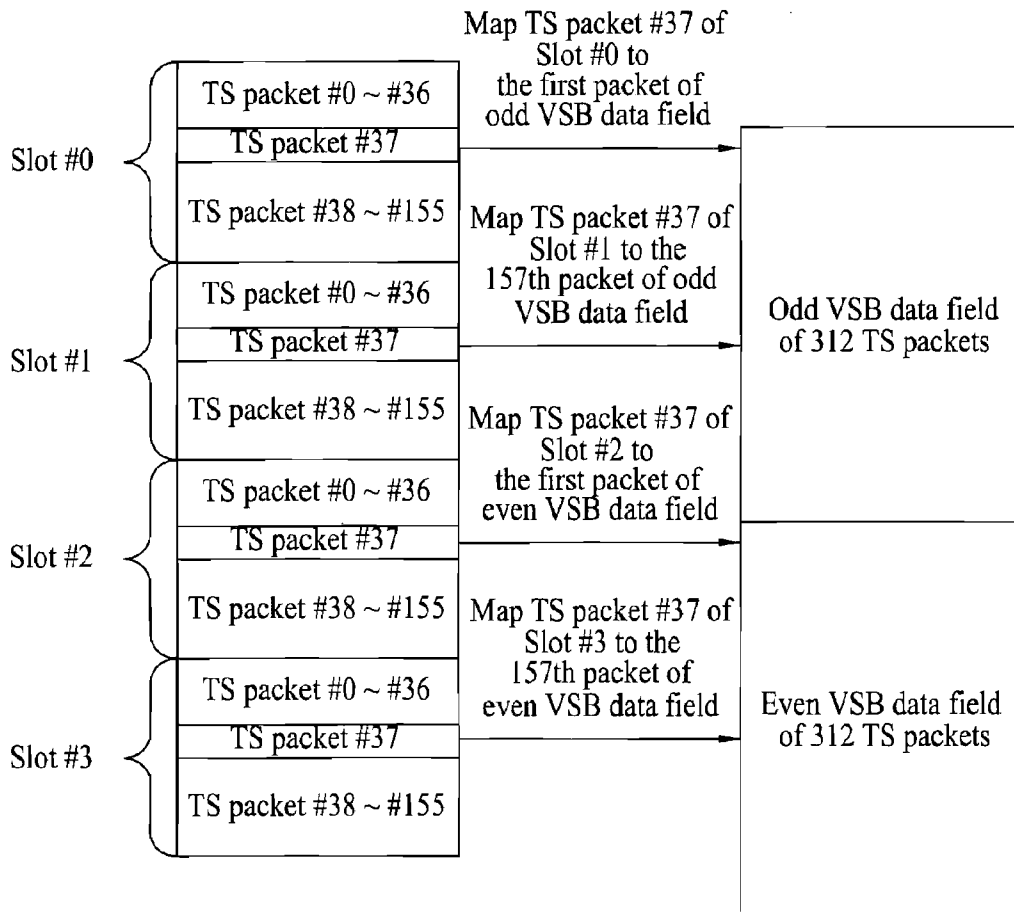 Slot #0
TS packet #0 ~ #36
TS packet #37
TS packet #38 ~ #155
Slot #1
TS packet #0 ~ #36
TS packet #37
TS packet #38 ~ #155
Slot #2
TS packet #0 ~ #36
TS packet #37
TS packet #38 ~ #155
Slot #3
TS packet #0 ~ #36
TS packet #37
TS packet #38 ~ #155
Map TS packet #37 of
Slot #0 to
the first packet of
odd VSB data field
Map TS packet #37 of
Slot #1 to the
157th packet of odd
VSB data field
Map TS packet #37 of
Slot #2 to
the first packet of
even VSB data field
Map TS packet #37 of
Slot #3 to the
157th packet of
even VSB data field
Odd VSB data field
of 312 TS packets
Even VSB data field
of 312 TS packets